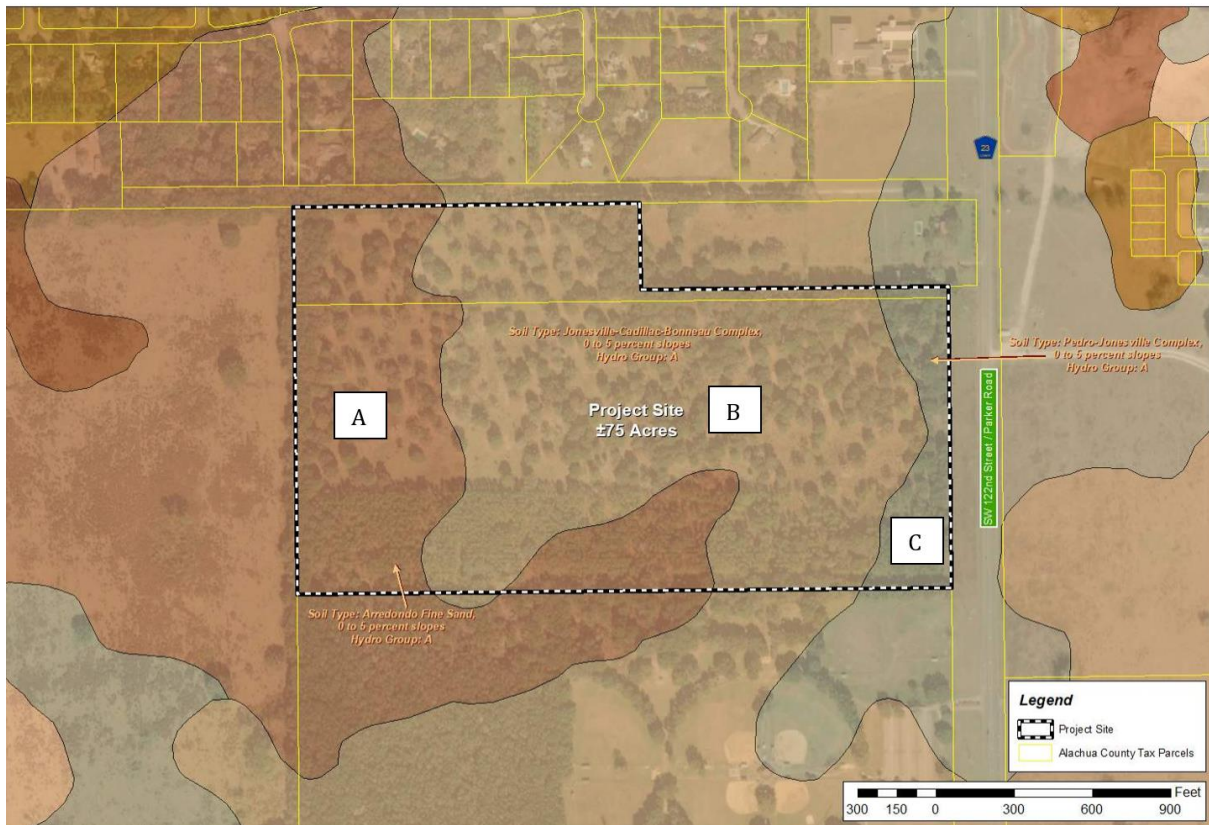 23
Soil Type: Jonesville-Cadillac-Bonneau Complex,
0 to 5 percent slopes
Hydro Group: A
Soil Type: Pedro-Jonesville Complex,
0 to 5 percent slopes
Hydro Group: A
A
Project Site
±75 Acres
B
SW 122nd Street / Parker Road
C
Soil Type: Arredondo Fine Sand,
0 to 5 percent slopes
Hydro Group: A
Legend
Project Site
Alachua County Tax Parcels
Feet
300 150 0 300 600 900